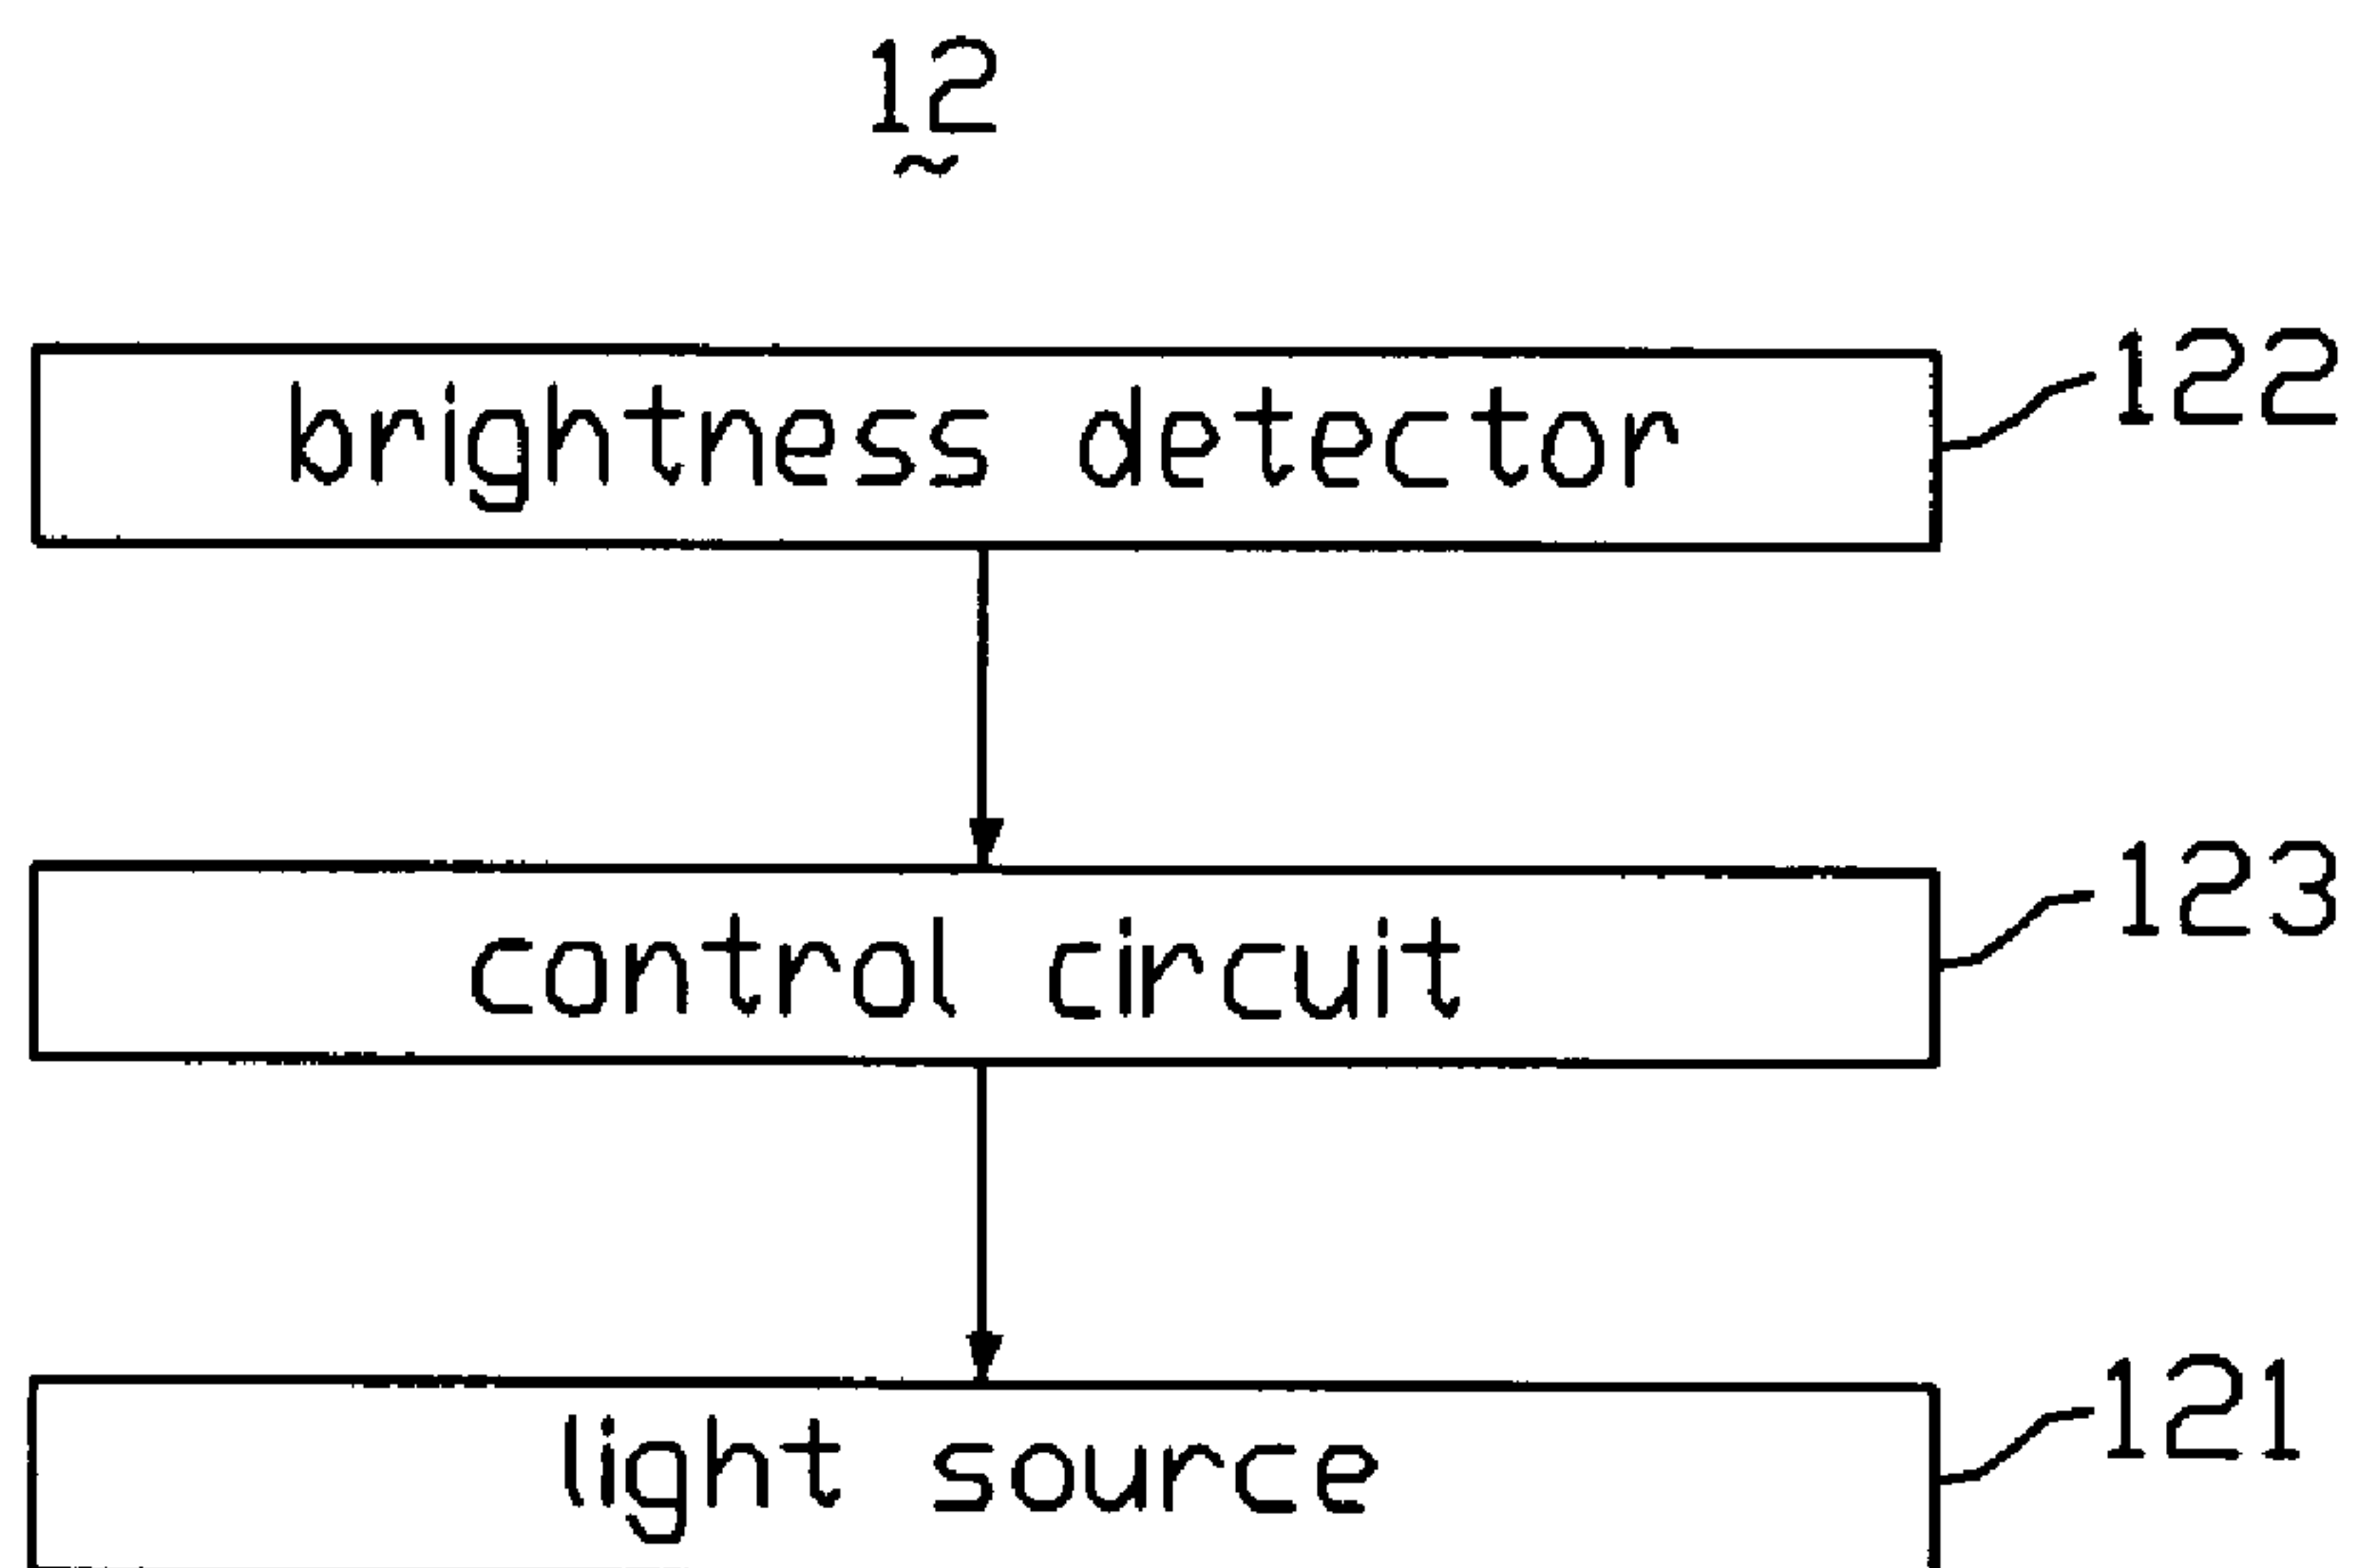 12
brightness detector
122
control circuit
123
light source
121